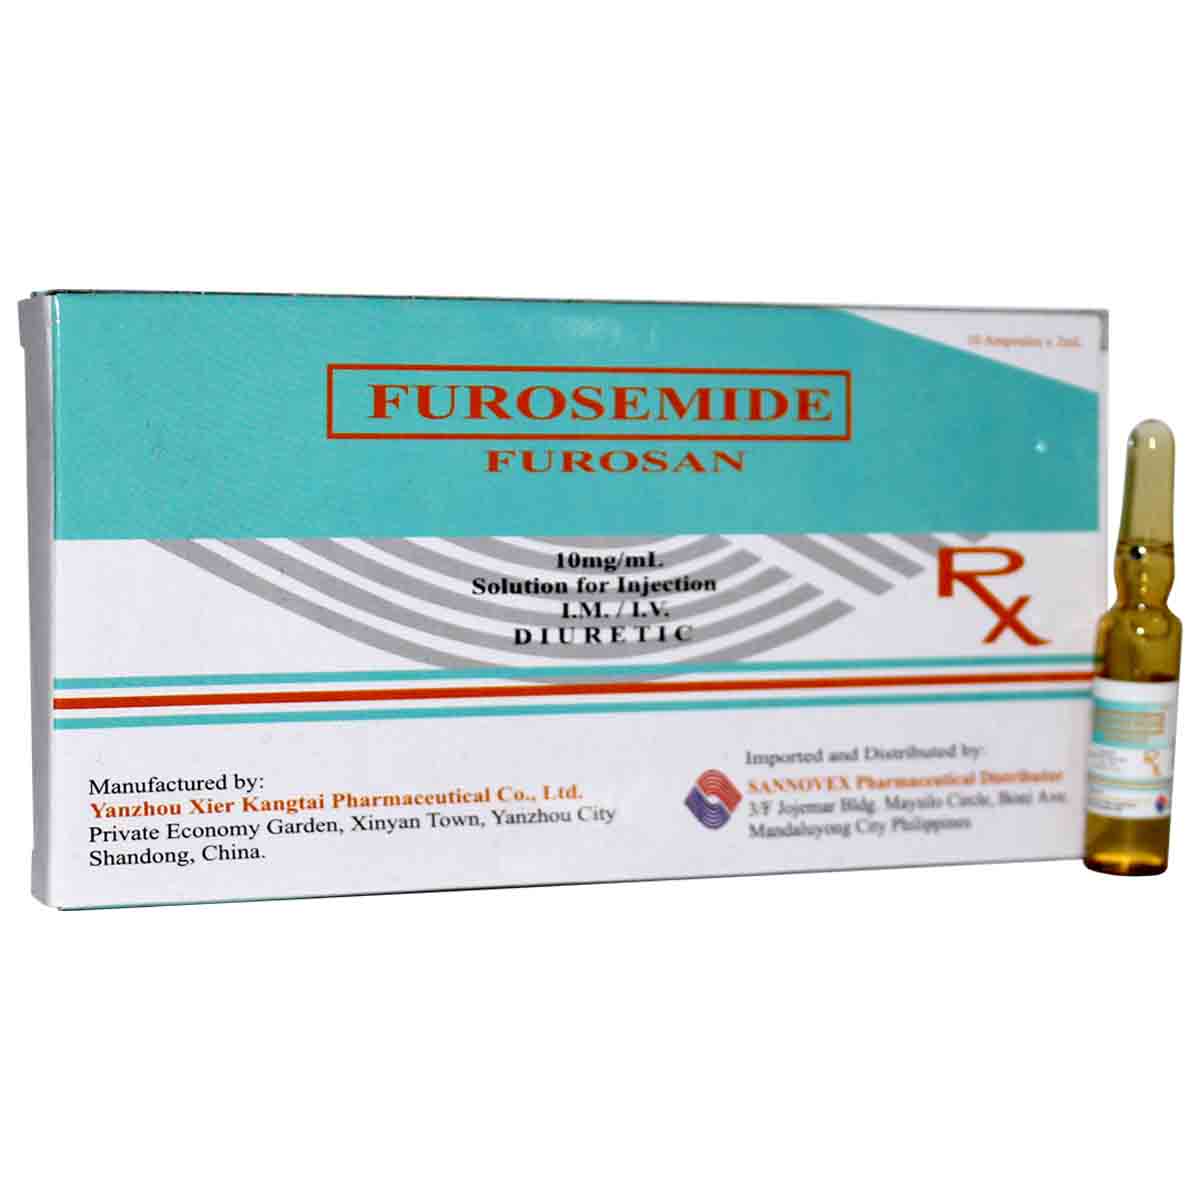 10 Ampoules x 2mL
FUROSEMIDE
FUROSAN
10mg/mL
Solution for Injection
I.M. / I.V.
DIURETIC
Rx
Manufactured by:
Yanzhou Xier Kangtai Pharmaceutical Co., Ltd.
Private Economy Garden, Xinyan Town, Yanzhou City
Shandong, China.
Imported and Distributed by:
SANNOVEX Pharmaceutical Distributor
3/F Jojemar Bldg. Maysilo Circle, Boni Ave.
Mandaluyong City Philippines
Rx